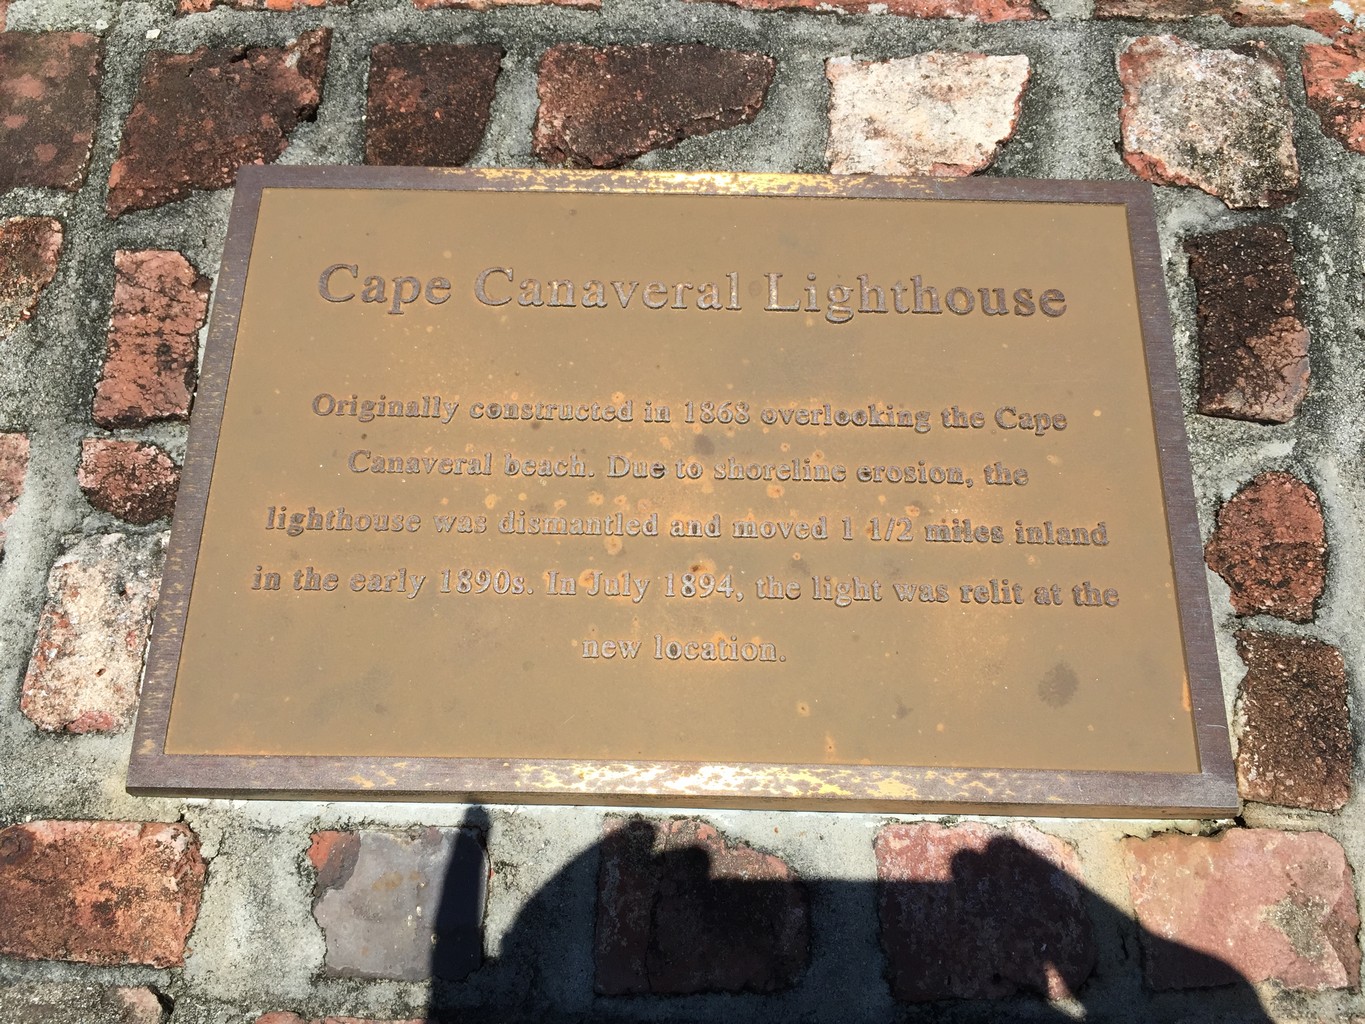 Cape Canaveral Lighthouse
Originally constructed in 1868 overlooking the Cape
Canaveral beach. Due to shoreline erosion, the
lighthouse was dismantled and moved 1 1/2 miles inland
in the early 1890s. In July 1894, the light was relit at the
new location.